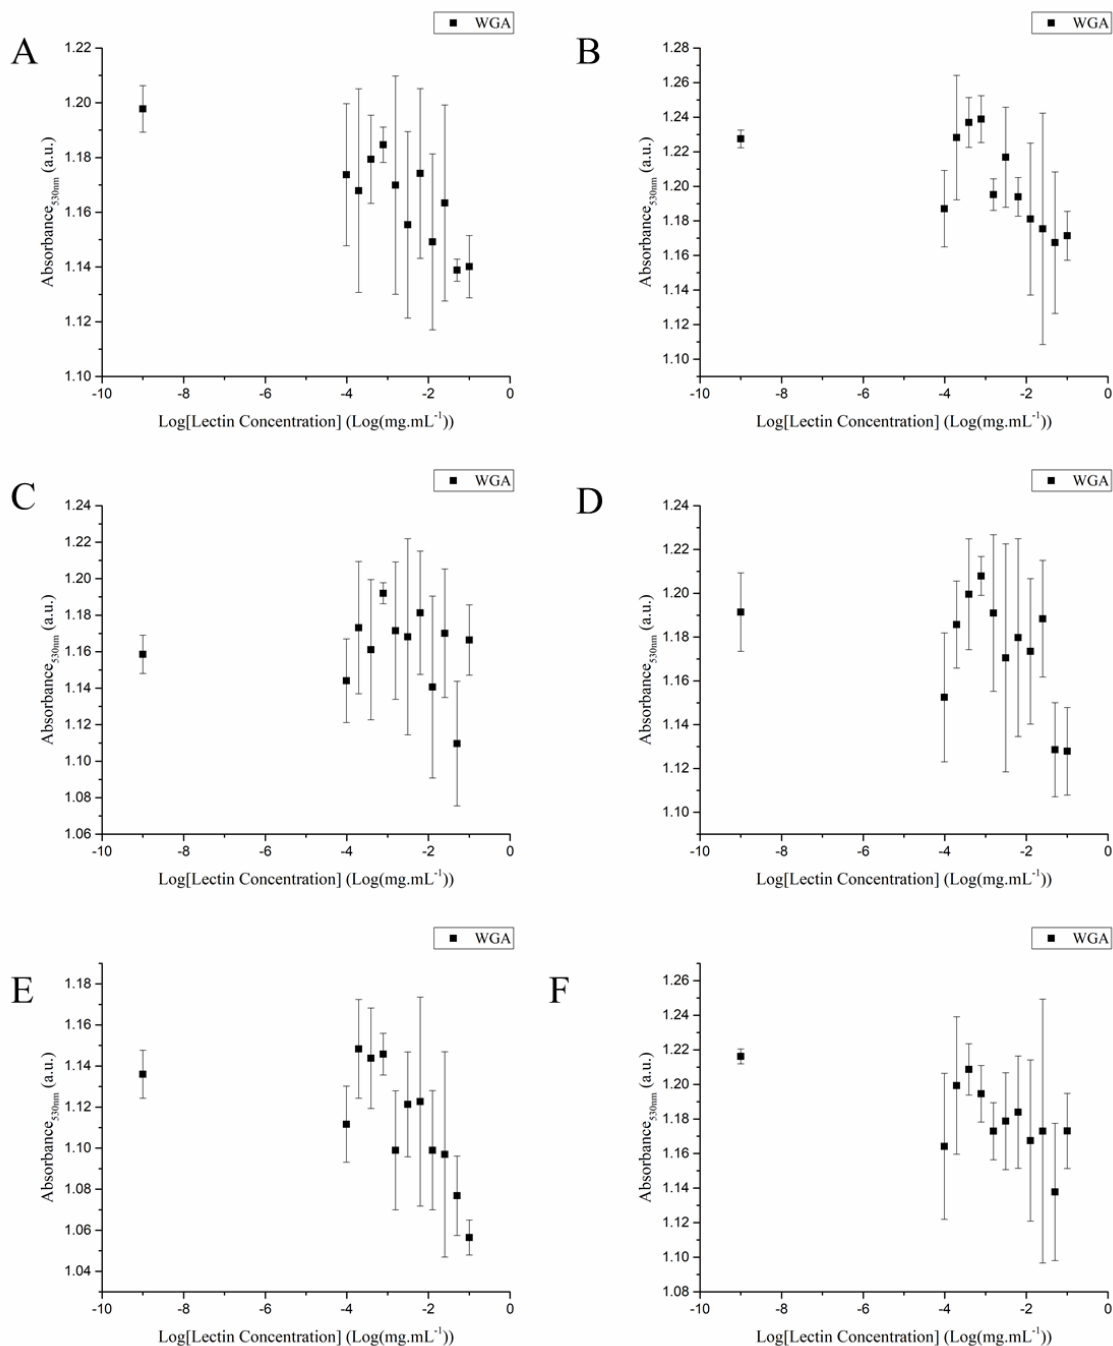 WGA
A
1.22
1.20
1.18
1.16
1.14
1.12
1.10
Absorbance530nm (a.u.)
-10 -8 -6 -4 -2 0
Log[Lectin Concentration] (Log(mg.mL-1))
WGA
B
1.28
1.26
1.24
1.22
1.20
1.18
1.16
1.14
1.12
1.10
Absorbance530nm (a.u.)
-10 -8 -6 -4 -2 0
Log[Lectin Concentration] (Log(mg.mL-1))
WGA
C
1.24
1.22
1.20
1.18
1.16
1.14
1.12
1.10
1.08
1.06
Absorbance530nm (a.u.)
-10 -8 -6 -4 -2 0
Log[Lectin Concentration] (Log(mg.mL-1))
WGA
D
1.24
1.22
1.20
1.18
1.16
1.14
1.12
1.10
Absorbance530nm (a.u.)
-10 -8 -6 -4 -2 0
Log[Lectin Concentration] (Log(mg.mL-1))
WGA
E
1.18
1.16
1.14
1.12
1.10
1.08
1.06
1.04
Absorbance530nm (a.u.)
-10 -8 -6 -4 -2 0
Log[Lectin Concentration] (Log(mg.mL-1))
WGA
F
1.26
1.24
1.22
1.20
1.18
1.16
1.14
1.12
1.10
1.08
Absorbance530nm (a.u.)
-10 -8 -6 -4 -2 0
Log[Lectin Concentration] (Log(mg.mL-1))